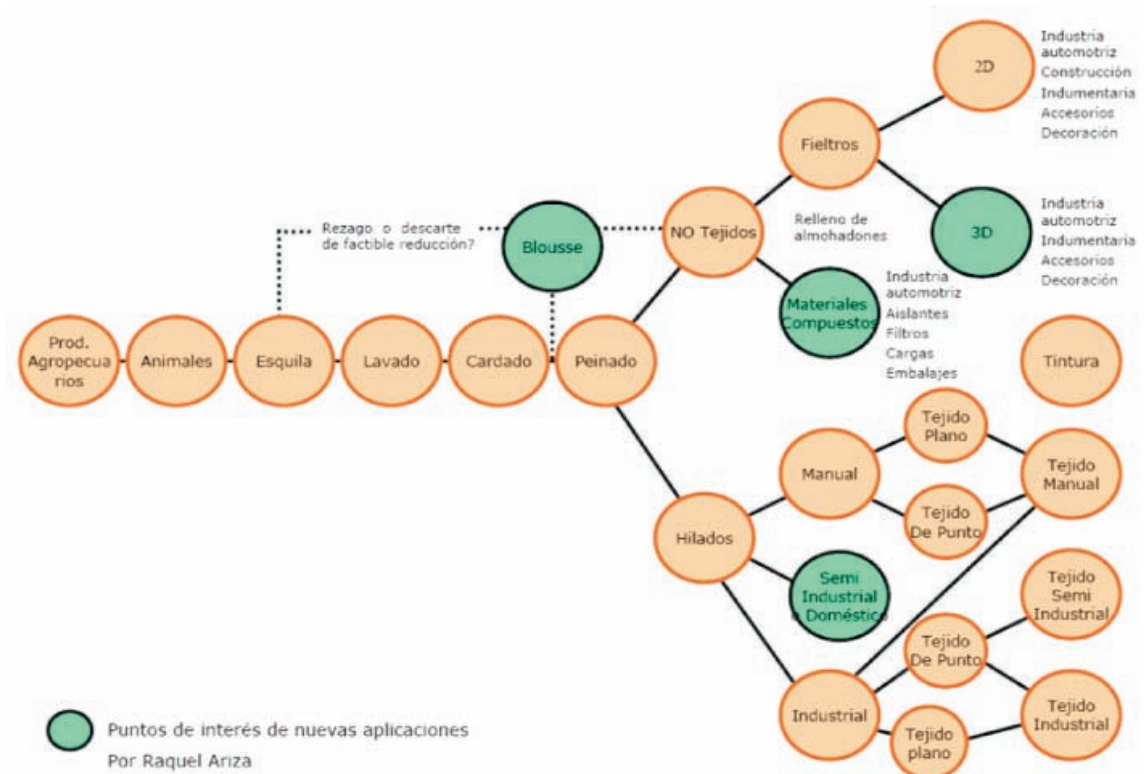 2D
Industria
automotriz
Construcción
Indumentaria
Accesorios
Decoración
Fieltros
3D
Industria
automotriz
Indumentaria
Accesorios
Decoración
Rezago o descarte
de factible reducción?
Blousse
NO Tejidos
Relleno de
almohadones
Materiales
Compuestos
Industria
automotriz
Aislantes
Filtros
Cargas
Embalajes
Prod.
Agropecua
rios
Animales
Esquila
Lavado
Cardado
Peinado
Tintura
Tejido
Plano
Manual
Tejido
Manual
Tejido
De Punto
Hilados
Semi
Industrial
o Doméstico
Tejido
Semi
Industrial
Tejido
De Punto
Industrial
Tejido
Industrial
Tejido
plano
Puntos de interés de nuevas aplicaciones
Por Raquel Ariza